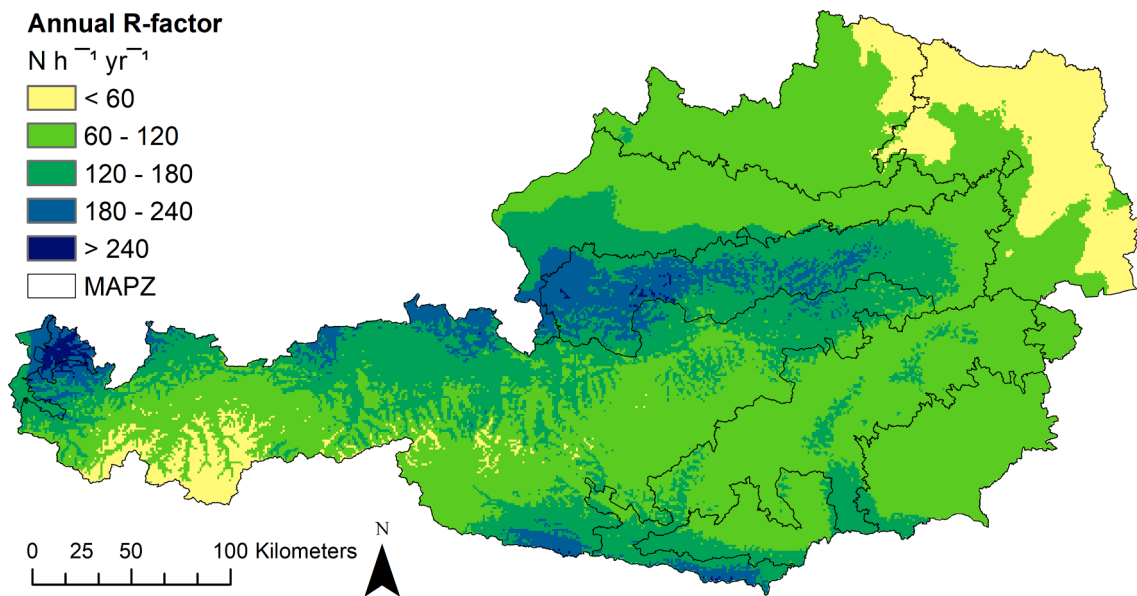 Annual R-factor
N h ¯¹ yr¯¹
< 60
60 - 120
120 - 180
180 - 240
> 240
MAPZ
0 25 50 100 Kilometers
N